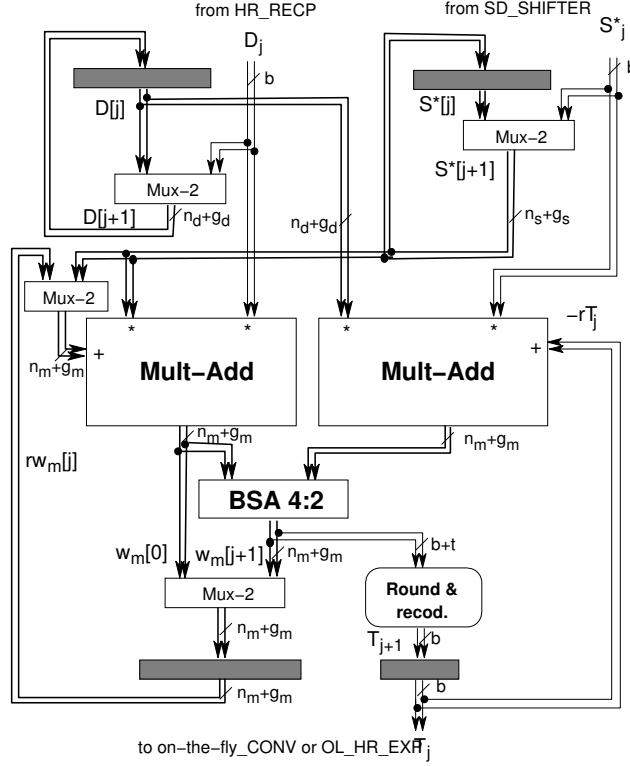 from HR_RECP
from SD_SHIFTER
D_j
S*_j
b
b
D[j]
S*[j]
Mux−2
Mux−2
S*[j+1]
D[j+1]
n_d+g_d
n_d+g_d
n_s+g_s
Mux−2
−rT_j
* *
* *
+
+
n_m+g_m
Mult−Add
Mult−Add
n_m+g_m
n_m+g_m
rw_m[j]
BSA 4:2
w_m[0]
w_m[j+1]
n_m+g_m
b+t
Mux−2
Round &
recod.
n_m+g_m
T_j+1
b
n_m+g_m
b
to on−the−fly_CONV or OL_HR_EXP
T_j